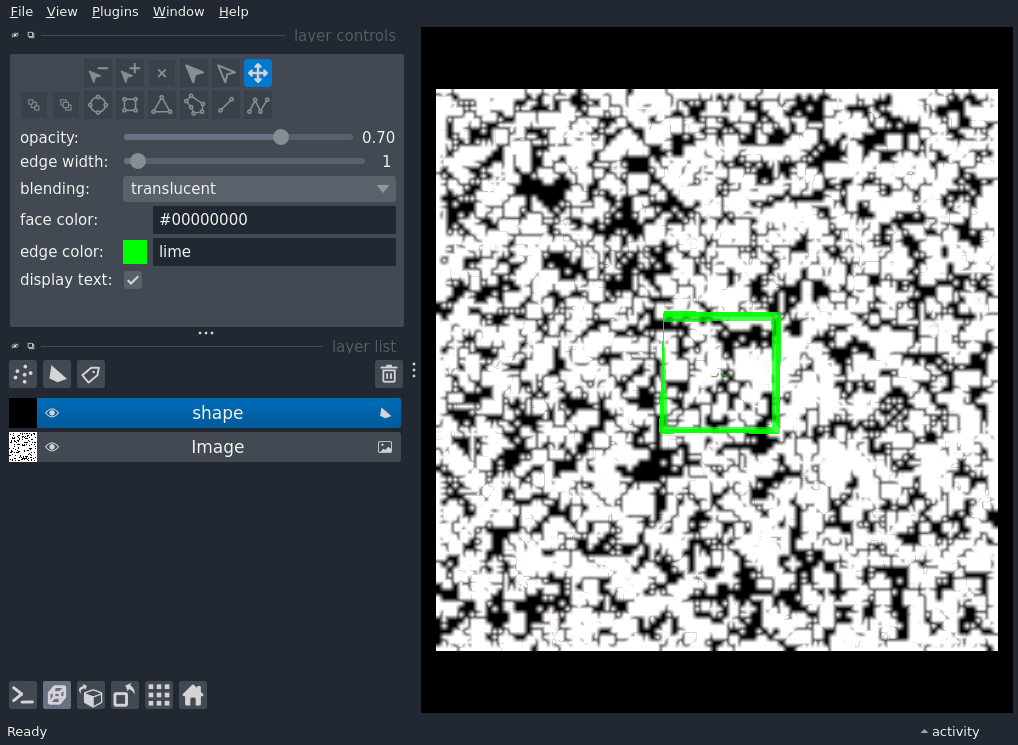 File View Plugins Window Help
layer controls
opacity: 0.70
edge width: 1
blending: translucent
face color: #00000000
edge color: lime
display text:
layer list
shape
Image
Ready
activity